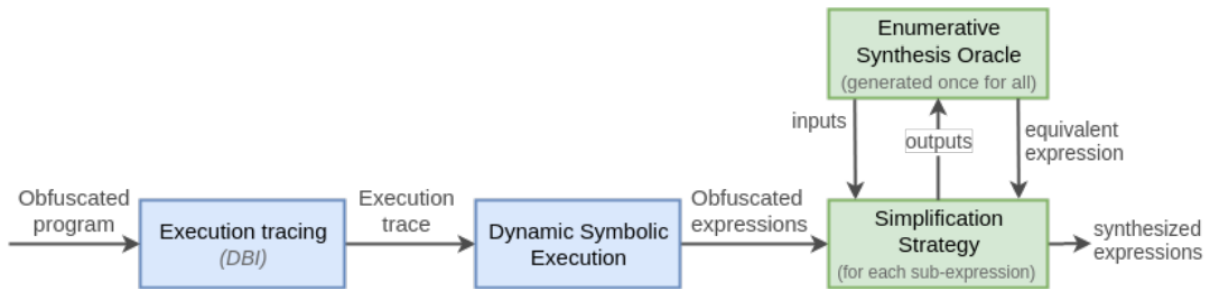 Enumerative
Synthesis Oracle
(generated once for all)
inputs
outputs
equivalent
expression
Obfuscated
program
Execution tracing
(DBI)
Execution
trace
Dynamic Symbolic
Execution
Obfuscated
expressions
Simplification
Strategy
(for each sub-expression)
synthesized
expressions